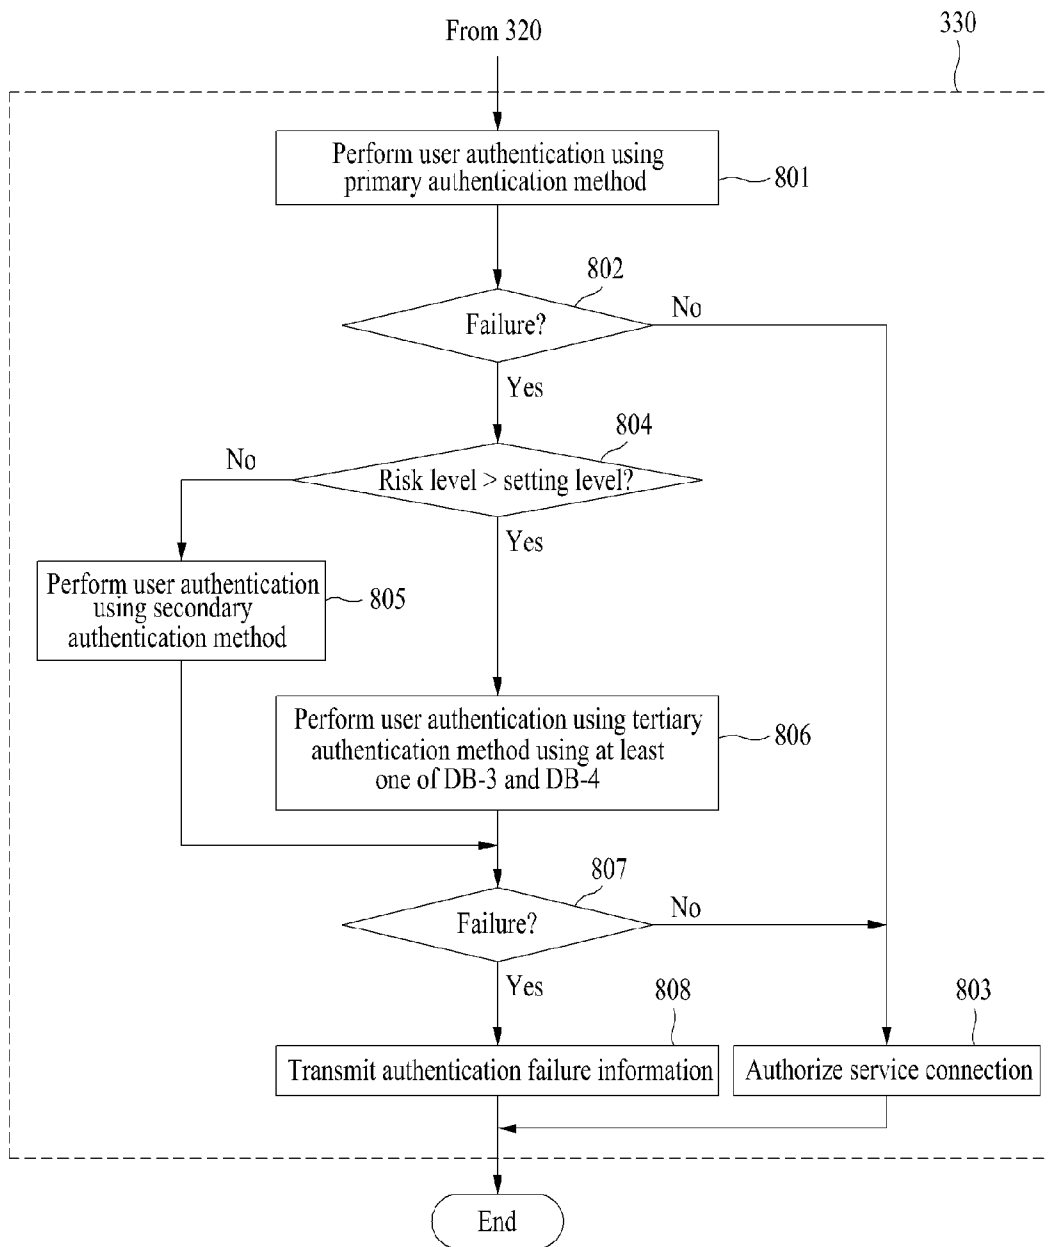 From 320
330
Perform user authentication using
primary authentication method
801
802
Failure?
No
Yes
804
No
Risk level > setting level?
Yes
Perform user authentication
using secondary
authentication method
805
Perform user authentication using tertiary
authentication method using at least
one of DB-3 and DB-4
806
807
Failure?
No
Yes
808
803
Transmit authentication failure information
Authorize service connection
End